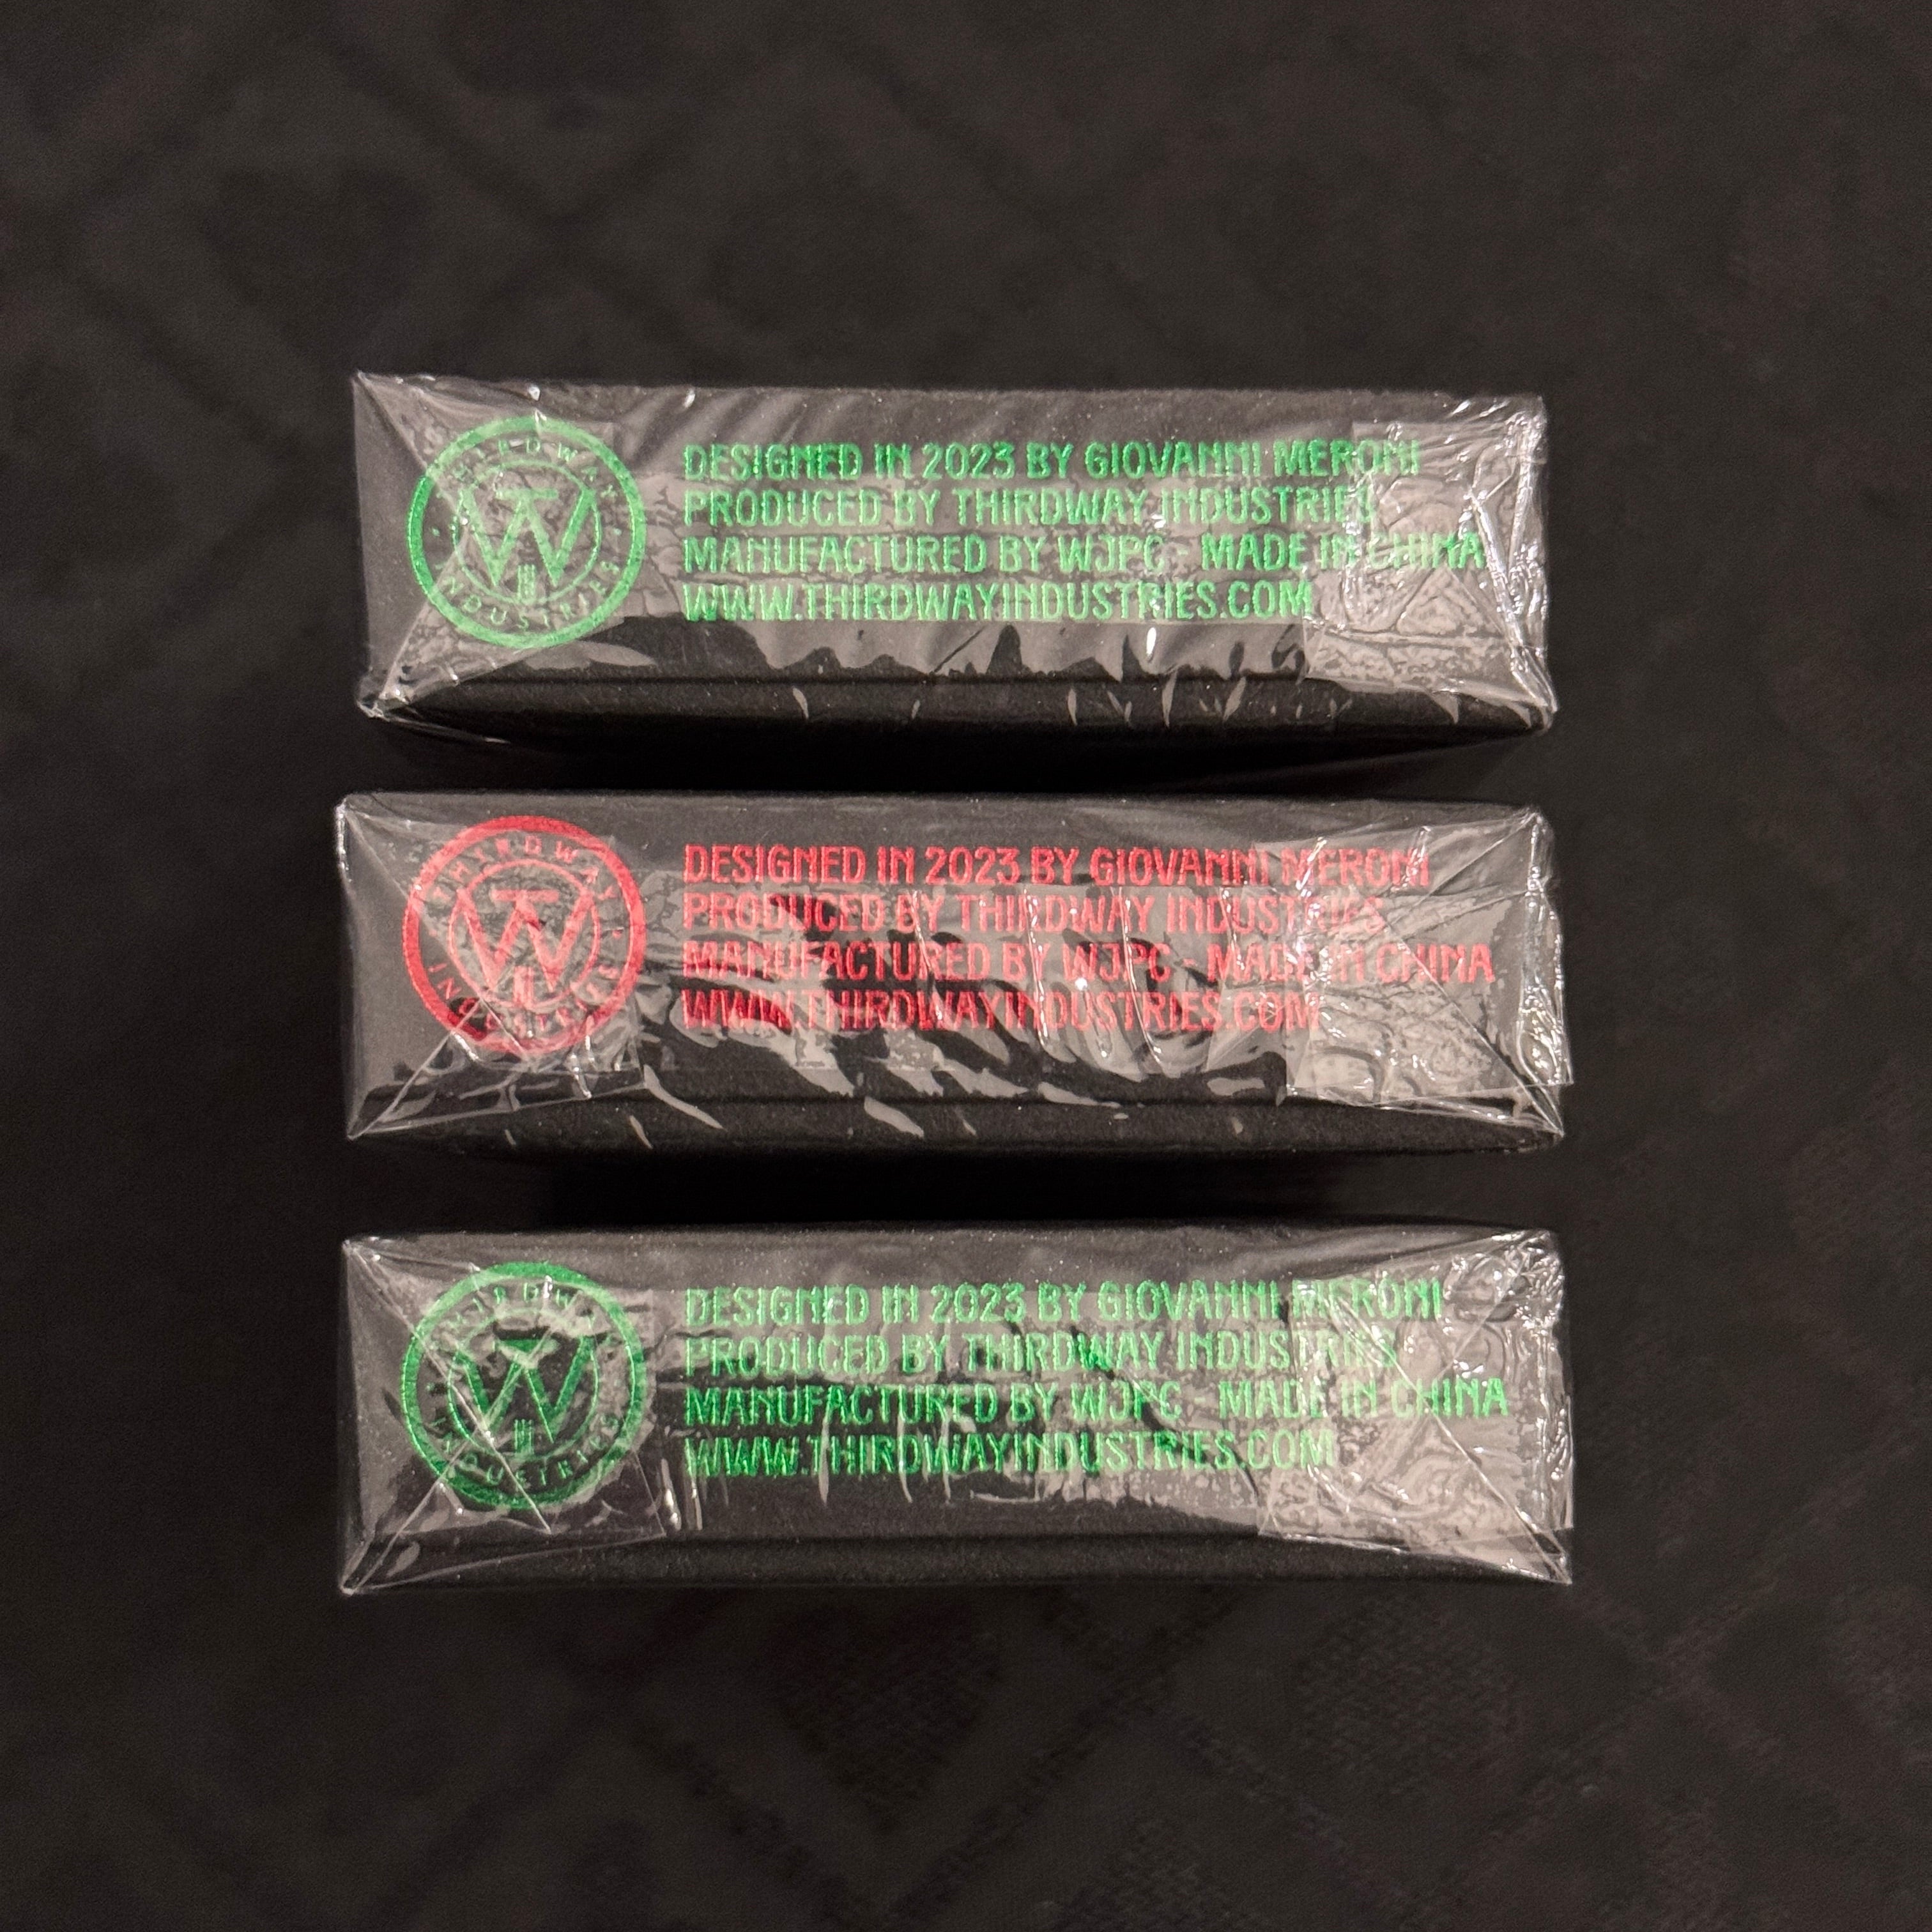 THIRDWAY
INDUSTRIES
DESIGNED IN 2023 BY GIOVANNI MERONI
PRODUCED BY THIRDWAY INDUSTRIES
MANUFACTURED BY WJPC - MADE IN CHINA
WWW.THIRDWAYINDUSTRIES.COM
THIRDWAY
INDUSTRIES
DESIGNED IN 2023 BY GIOVANNI MERONI
PRODUCED BY THIRDWAY INDUSTRIES
MANUFACTURED BY WJPC - MADE IN CHINA
WWW.THIRDWAYINDUSTRIES.COM
THIRDWAY
INDUSTRIES
DESIGNED IN 2023 BY GIOVANNI MERONI
PRODUCED BY THIRDWAY INDUSTRIES
MANUFACTURED BY WJPC - MADE IN CHINA
WWW.THIRDWAYINDUSTRIES.COM